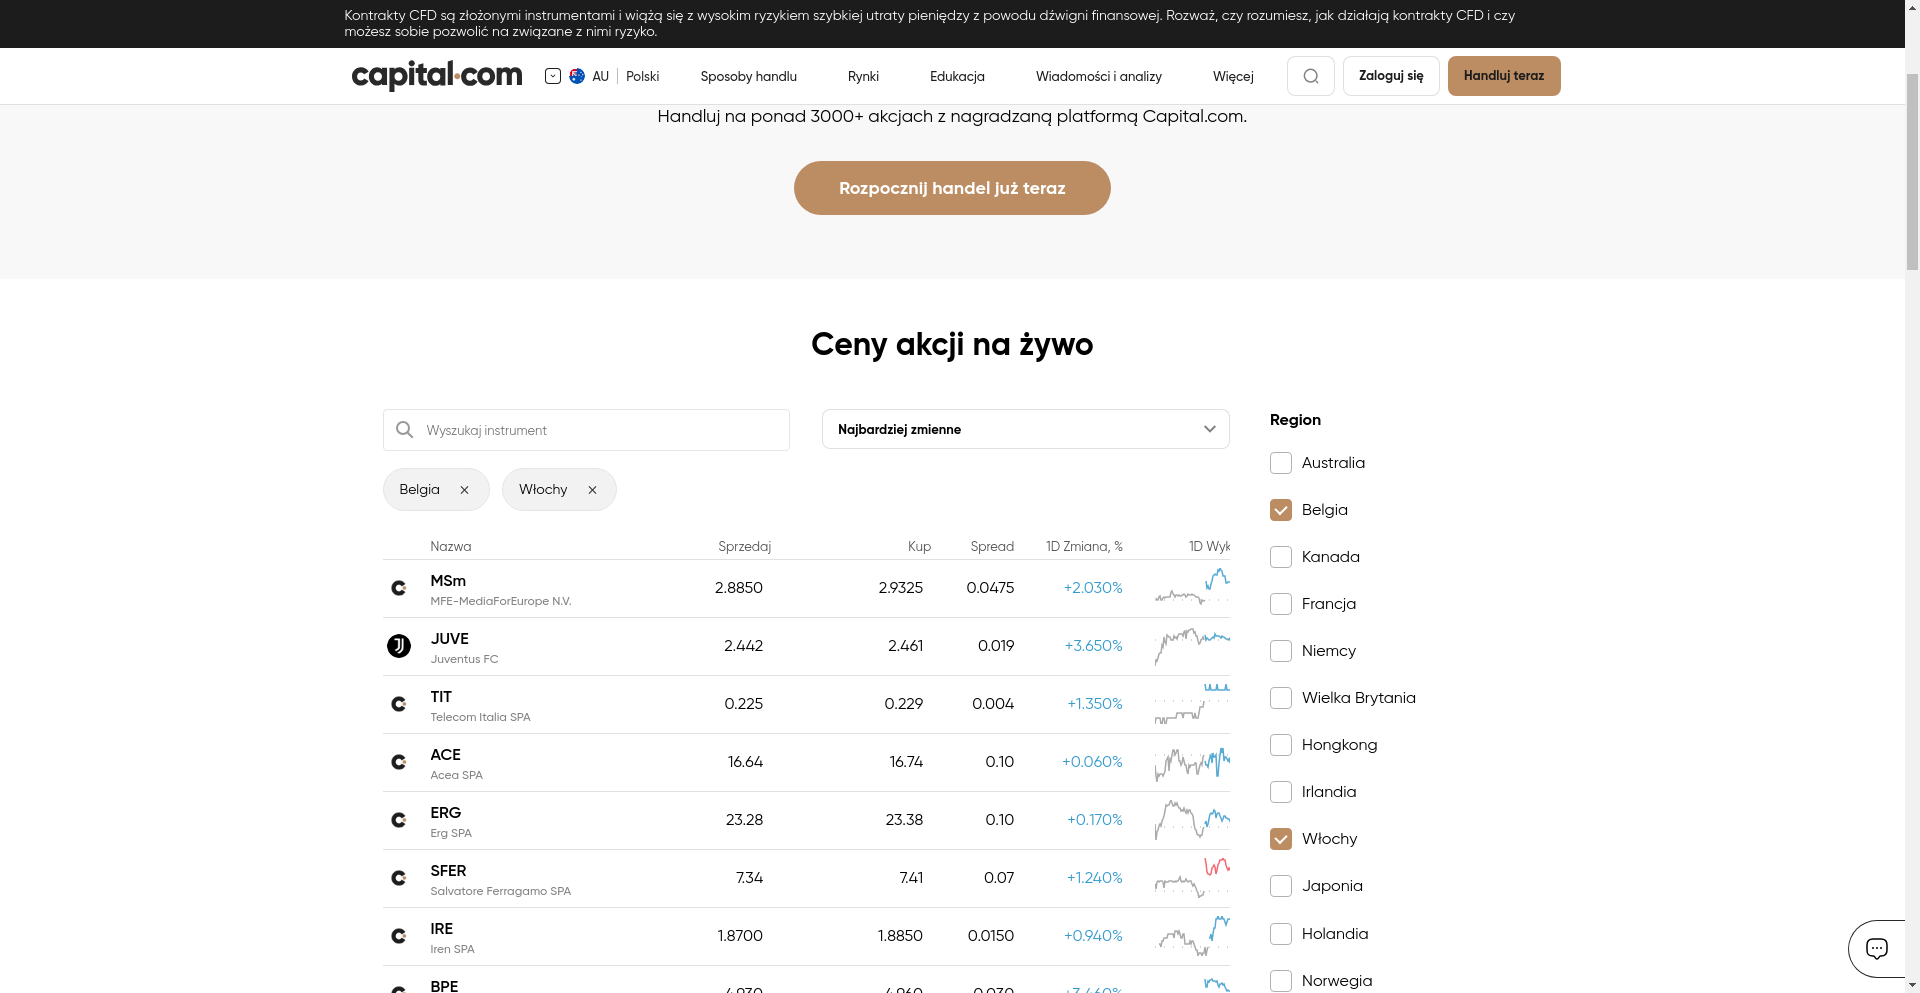 Kontrakty CFD są złożonymi instrumentami i wiążą się z wysokim ryzykiem szybkiej utraty pieniędzy z powodu dźwigni finansowej. Rozważ, czy rozumiesz, jak działają kontrakty CFD i czy
możesz sobie pozwolić na związane z nimi ryzyko.
capital.com AU Polski Sposoby handlu Rynki Edukacja Wiadomości i analizy Więcej Zaloguj się Handluj teraz
Handluj na ponad 3000+ akcjach z nagradzaną platformą Capital.com.
Rozpocznij handel już teraz
Ceny akcji na żywo
Wyszukaj instrument
Najbardziej zmienne
Belgia
Włochy
Nazwa Sprzedaj Kup Spread 1D Zmiana, % 1D Wyk
MSm 2.8850 2.9325 0.0475 +2.030%
MFE-MediaForEurope N.V.
JUVE 2.442 2.461 0.019 +3.650%
Juventus FC
TIT 0.225 0.229 0.004 +1.350%
Telecom Italia SPA
ACE 16.64 16.74 0.10 +0.060%
Acea SPA
ERG 23.28 23.38 0.10 +0.170%
Erg SPA
SFER 7.34 7.41 0.07 +1.240%
Salvatore Ferragamo SPA
IRE 1.8700 1.8850 0.0150 +0.940%
Iren SPA
BPE 4.930 4.960 0.030 +3.460%
Region
Australia
Belgia
Kanada
Francja
Niemcy
Wielka Brytania
Hongkong
Irlandia
Włochy
Japonia
Holandia
Norwegia